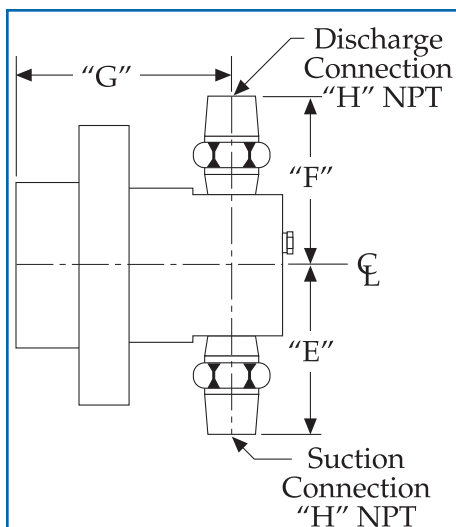 Discharge
Connection
"H" NPT
"G"
"F"
℄
"E"
Suction
Connection
"H" NPT